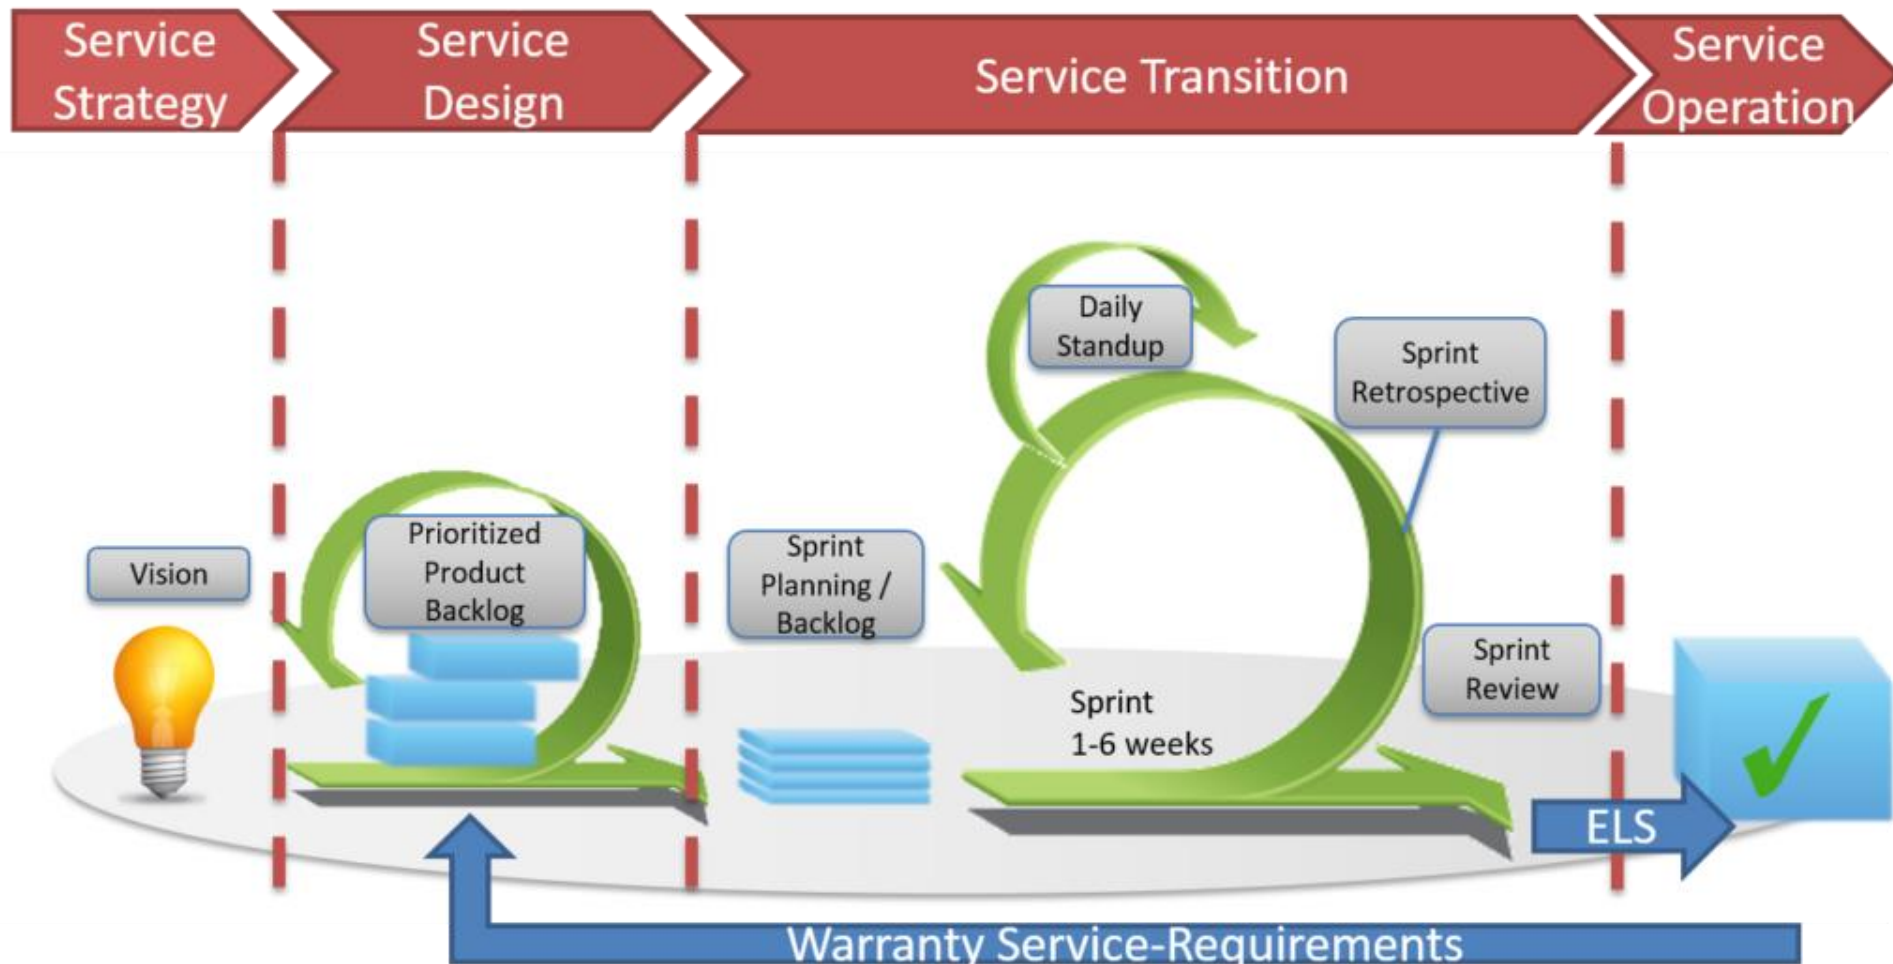 Service
Strategy
Service
Design
Service Transition
Service
Operation
Daily
Standup
Sprint
Retrospective
Vision
Prioritized
Product
Backlog
Sprint
Planning /
Backlog
Sprint
Review
Sprint
1-6 weeks
ELS
Warranty Service-Requirements